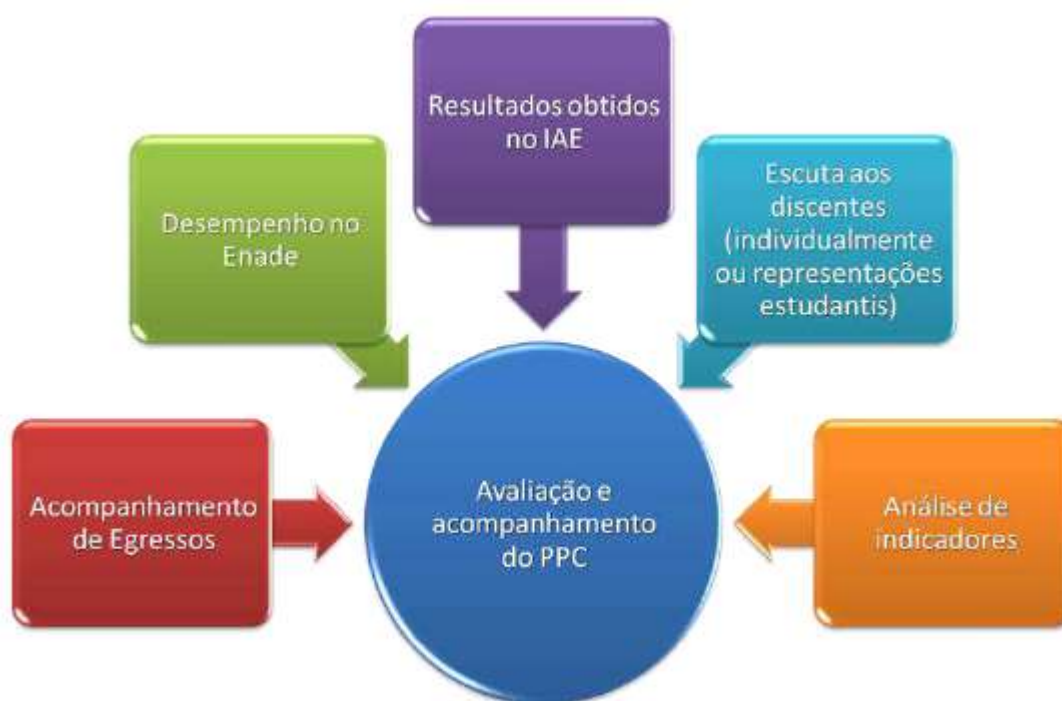 Resultados obtidos
no IAE
Desempenho no
Enade
Escuta aos
discentes
(individualmente
ou representações
estudantis)
Acompanhamento
de Egressos
Avaliação e
acompanhamento
do PPC
Análise de
indicadores